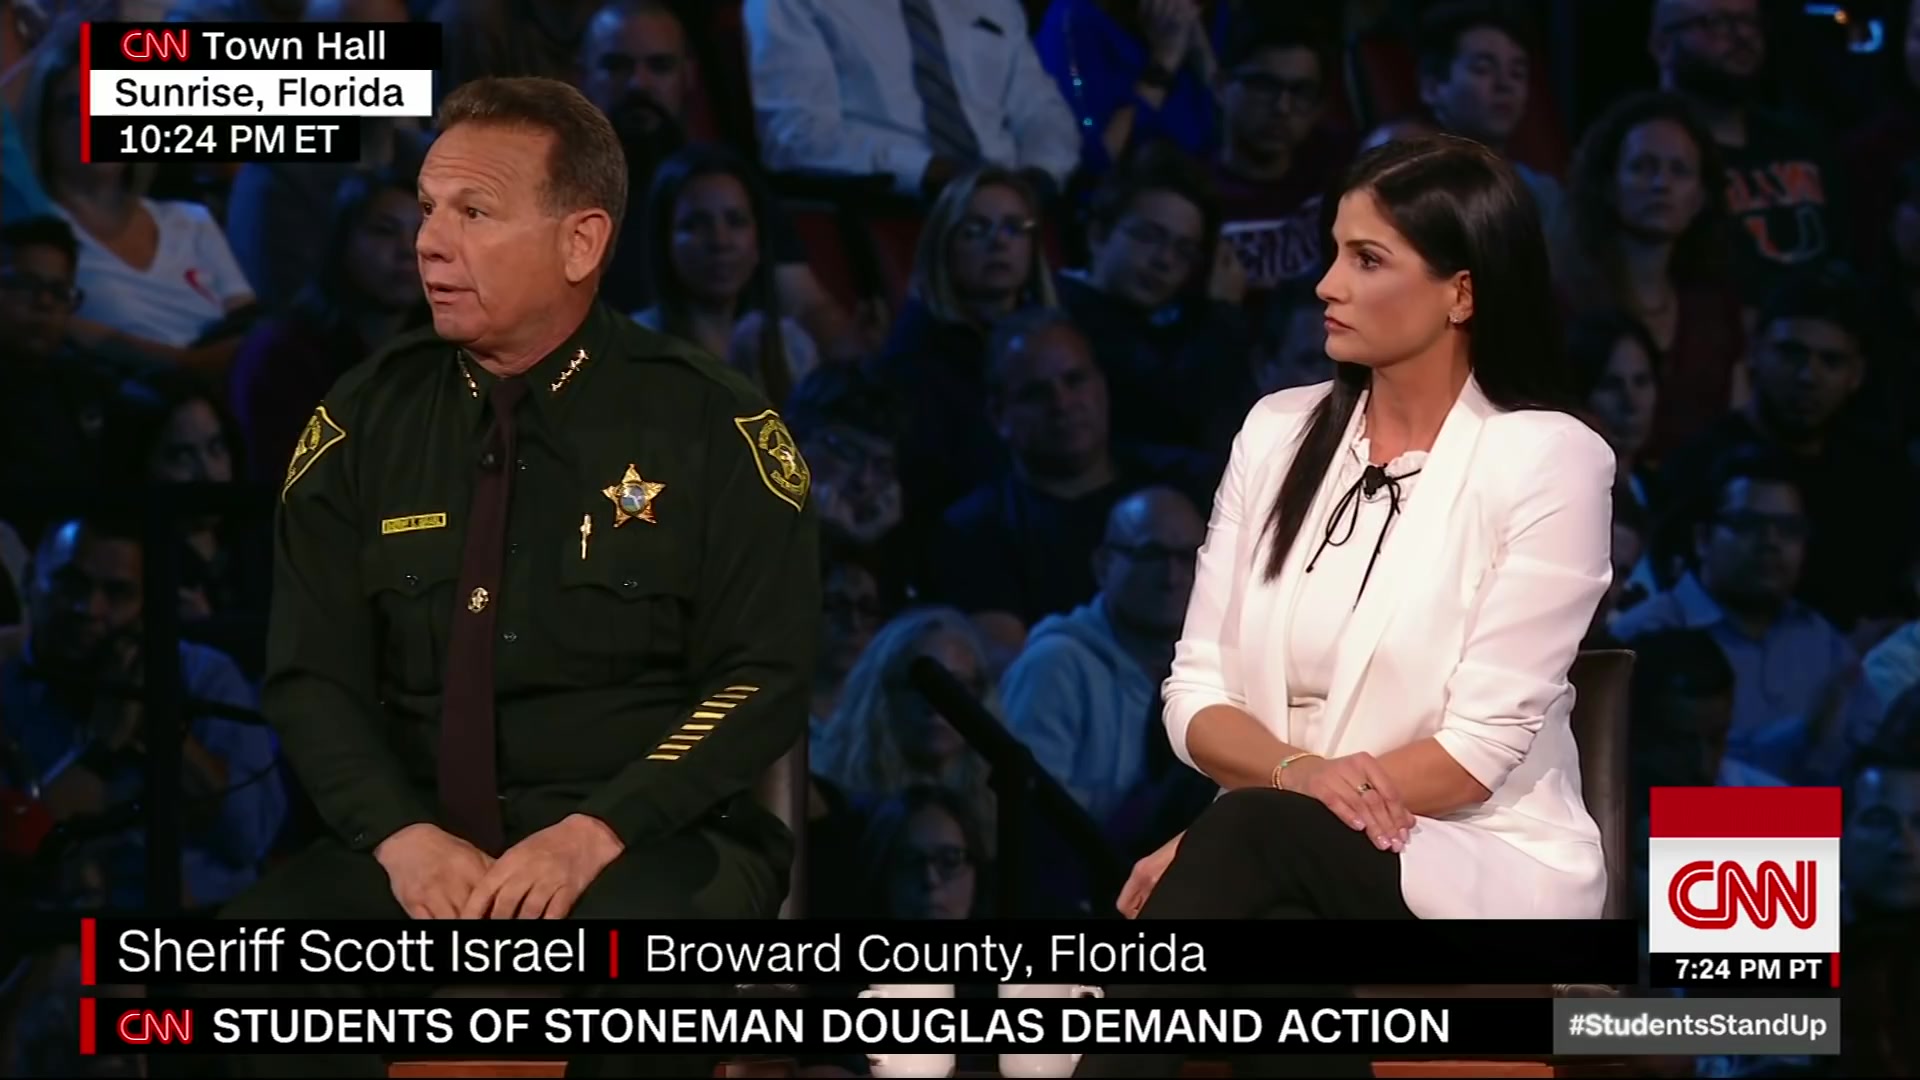 CNN Town Hall
Sunrise, Florida
10:24 PM ET
Sheriff Scott Israel | Broward County, Florida
CNN
7:24 PM PT
CNN STUDENTS OF STONEMAN DOUGLAS DEMAND ACTION
#StudentsStandUp